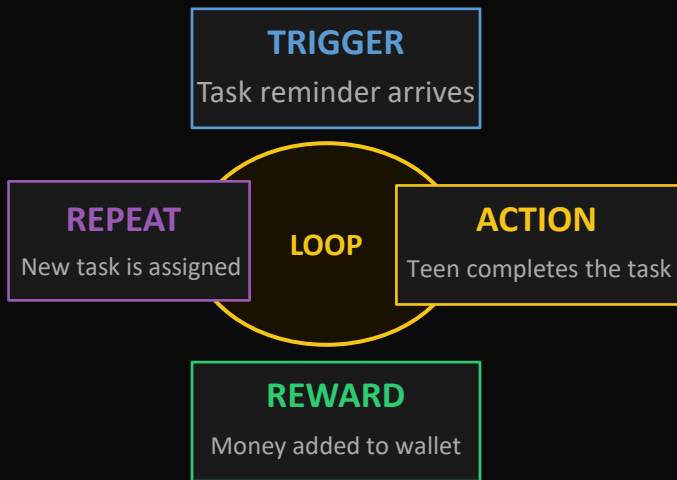 TRIGGER
Task reminder arrives
REPEAT
New task is assigned
LOOP
ACTION
Teen completes the task
REWARD
Money added to wallet